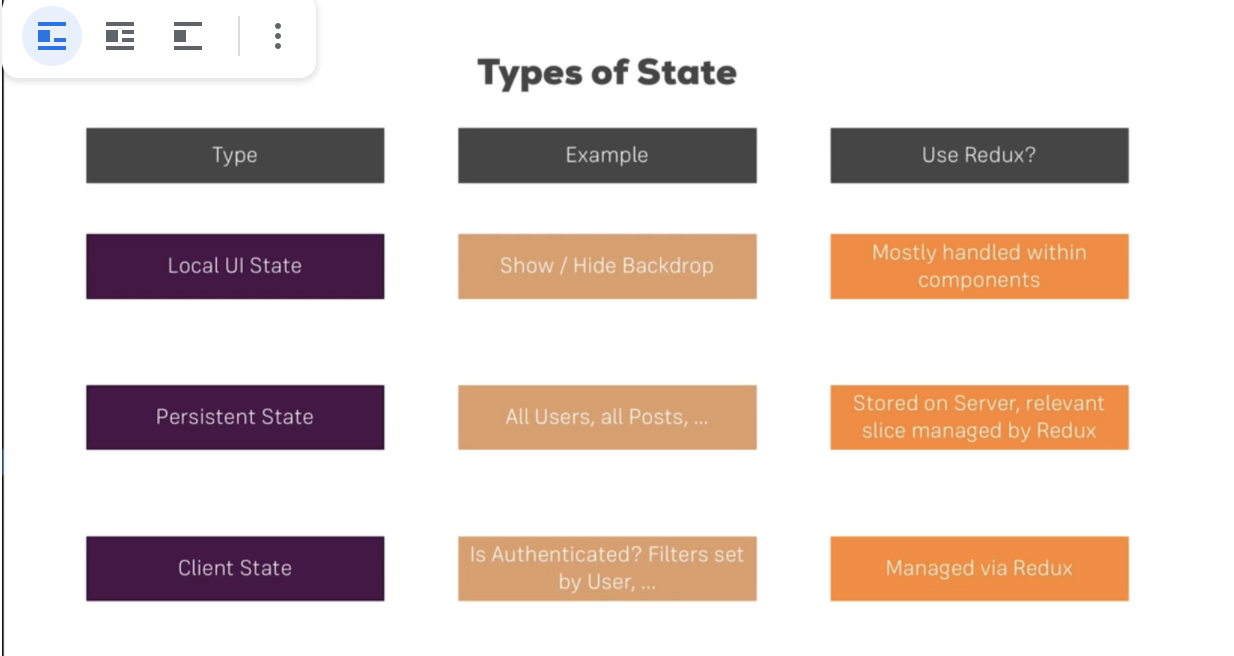 Types of State
Type
Example
Use Redux?
Local UI State
Show / Hide Backdrop
Mostly handled within
components
Persistent State
All Users, all Posts, ...
Stored on Server, relevant
slice managed by Redux
Client State
Is Authenticated? Filters set
by User, ...
Managed via Redux